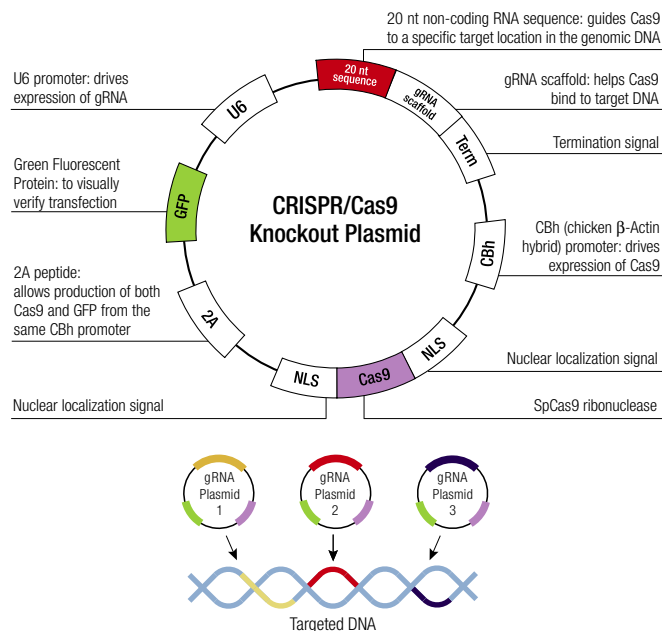 20 nt non-coding RNA sequence: guides Cas9
to a specific target location in the genomic DNA
U6 promoter: drives
expression of gRNA
gRNA scaffold: helps Cas9
bind to target DNA
Termination signal
Green Fluorescent
Protein: to visually
verify transfection
CBh (chicken β-Actin
hybrid) promoter: drives
expression of Cas9
2A peptide:
allows production of both
Cas9 and GFP from the
same CBh promoter
Nuclear localization signal
Nuclear localization signal
SpCas9 ribonuclease
CRISPR/Cas9
Knockout Plasmid
20 nt
sequence
gRNA
scaffold
Term
CBh
NLS
Cas9
NLS
2A
GFP
U6
gRNA
Plasmid
1
gRNA
Plasmid
2
gRNA
Plasmid
3
Targeted DNA